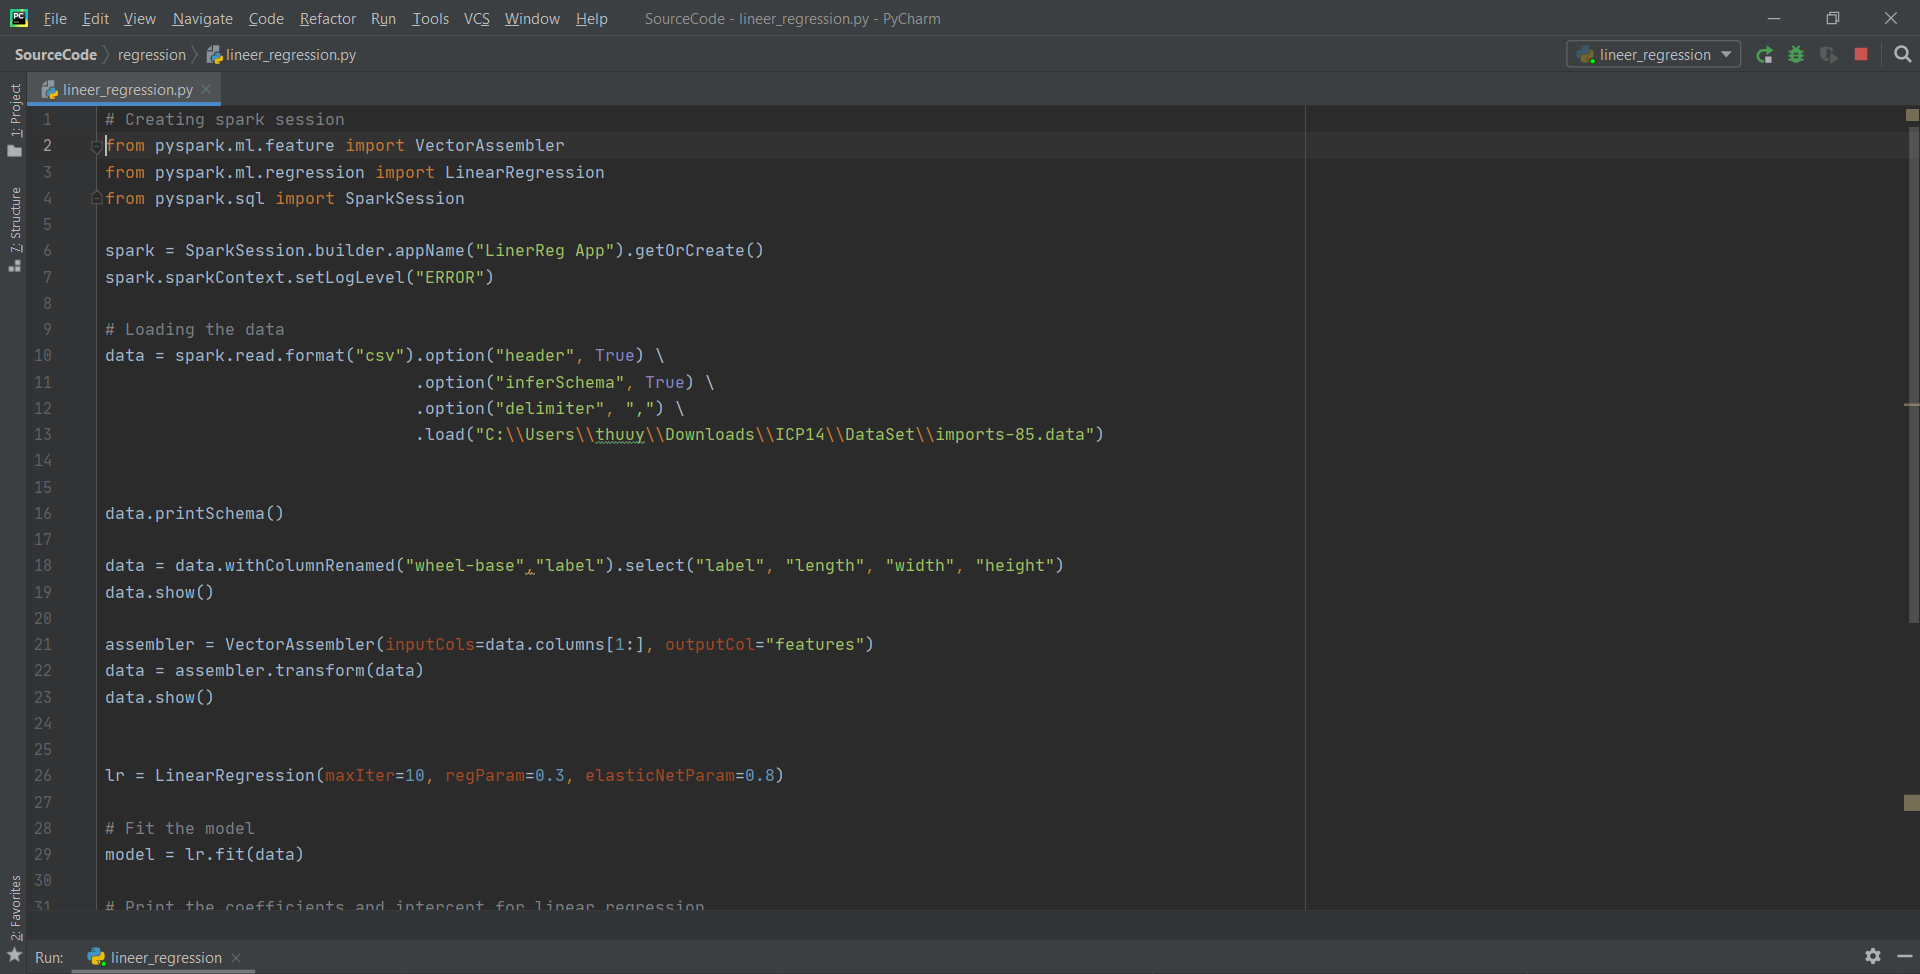 File Edit View Navigate Code Refactor Run Tools VCS Window Help SourceCode - lineer_regression.py - PyCharm
SourceCode regression lineer_regression.py lineer_regression
lineer_regression.py
1: Project
7: Structure
2: Favorites
1 # Creating spark session
2 from pyspark.ml.feature import VectorAssembler
3 from pyspark.ml.regression import LinearRegression
4 from pyspark.sql import SparkSession
5
6 spark = SparkSession.builder.appName("LinerReg App").getOrCreate()
7 spark.sparkContext.setLogLevel("ERROR")
8
9 # Loading the data
10 data = spark.read.format("csv").option("header", True) \
11 .option("inferSchema", True) \
12 .option("delimiter", ",") \
13 .load("C:\\Users\\thuuy\\Downloads\\ICP14\\DataSet\\imports-85.data")
14
15
16 data.printSchema()
17
18 data = data.withColumnRenamed("wheel-base","label").select("label", "length", "width", "height")
19 data.show()
20
21 assembler = VectorAssembler(inputCols=data.columns[1:], outputCol="features")
22 data = assembler.transform(data)
23 data.show()
24
25
26 lr = LinearRegression(maxIter=10, regParam=0.3, elasticNetParam=0.8)
27
28 # Fit the model
29 model = lr.fit(data)
30
31 # Print the coefficients and intercept for linear regression
Run: lineer_regression